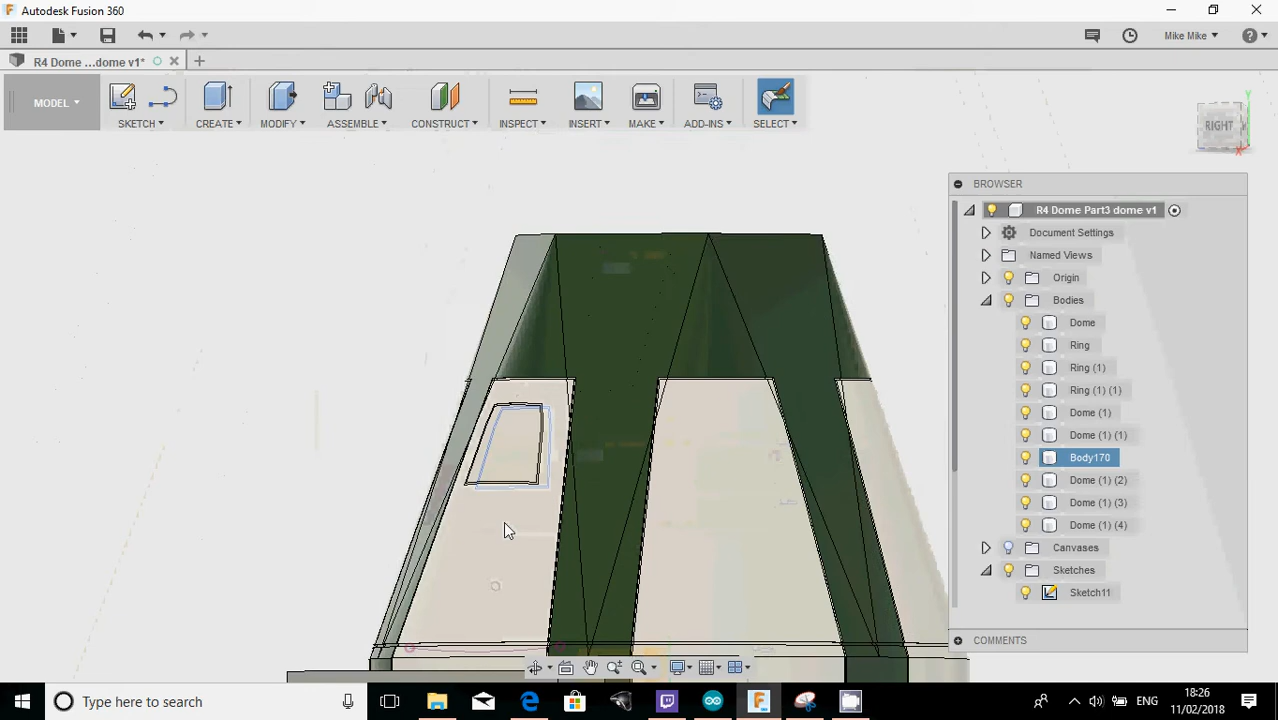 Autodesk Fusion 360
Mike Mike
R4 Dome ...dome v1*
MODEL
SKETCH
CREATE
MODIFY
ASSEMBLE
CONSTRUCT
INSPECT
INSERT
MAKE
ADD-INS
SELECT
RIGHT
BROWSER
R4 Dome Part3 dome v1
Document Settings
Named Views
Origin
Bodies
Dome
Ring
Ring (1)
Ring (1) (1)
Dome (1)
Dome (1) (1)
Body170
Dome (1) (2)
Dome (1) (3)
Dome (1) (4)
Canvases
Sketches
Sketch11
COMMENTS
Type here to search
ENG
18:26
11/02/2018